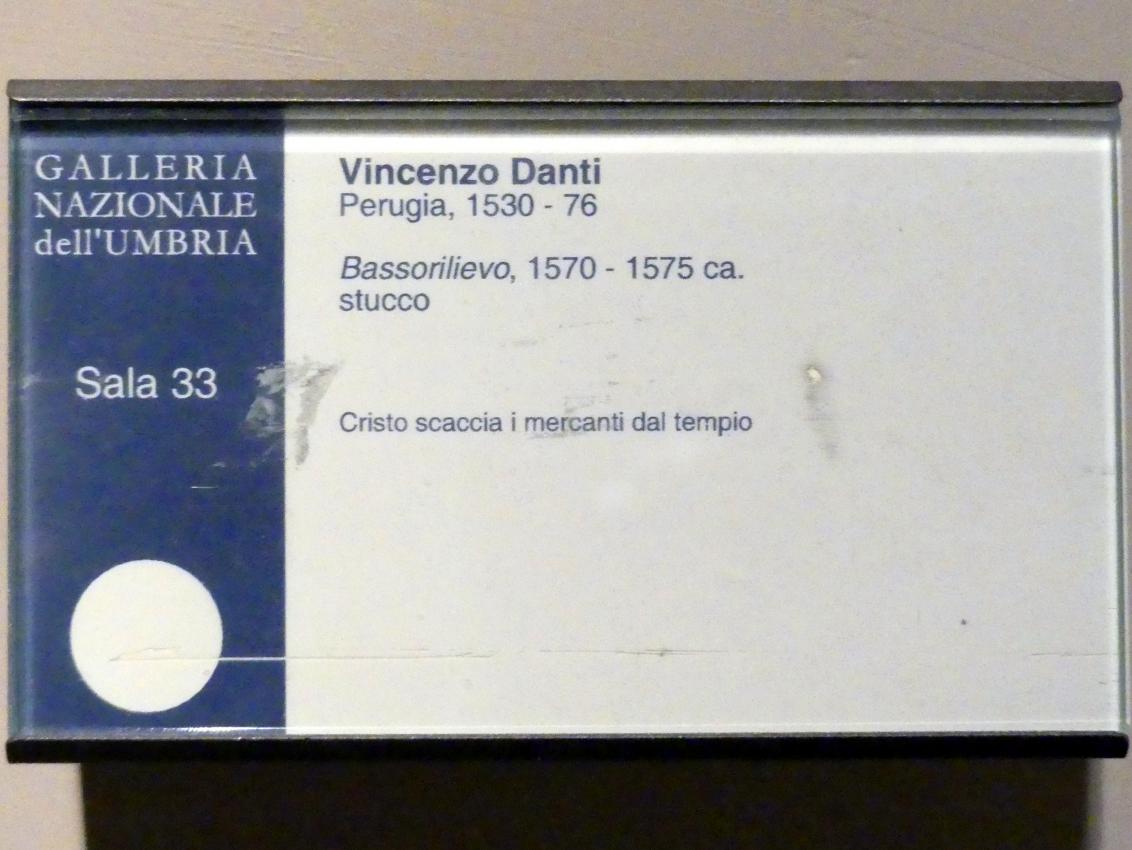 GALLERIA
NAZIONALE
dell'UMBRIA
Sala 33
Vincenzo Danti
Perugia, 1530 - 76
Bassorilievo, 1570 - 1575 ca.
stucco
Cristo scaccia i mercanti dal tempio